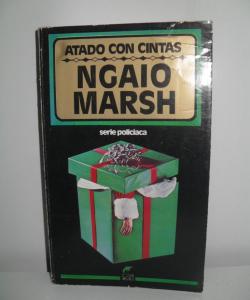 ATADO CON CINTAS
NGAIO
MARSH
serie policiaca